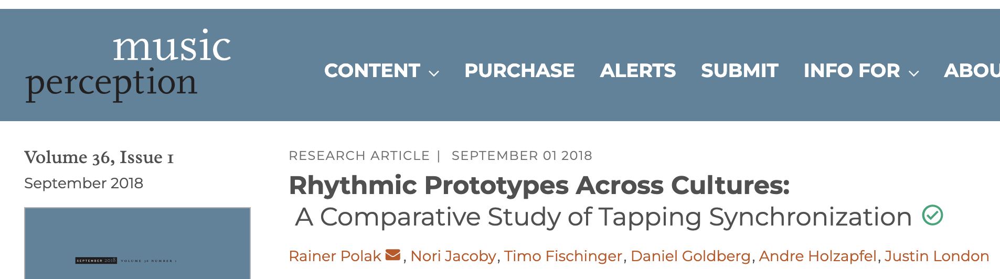 music
perception
CONTENT PURCHASE ALERTS SUBMIT INFO FOR ABOU
Volume 36, Issue 1
September 2018
SEPTEMBER 2018 VOLUME 36 NUMBER 1
RESEARCH ARTICLE | SEPTEMBER 01 2018
Rhythmic Prototypes Across Cultures:
A Comparative Study of Tapping Synchronization
Rainer Polak, Nori Jacoby, Timo Fischinger, Daniel Goldberg, Andre Holzapfel, Justin London